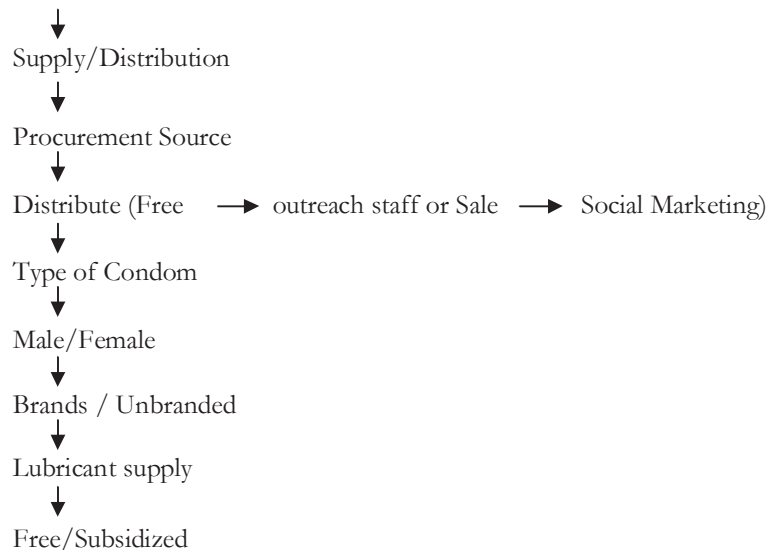 Supply/Distribution
Procurement Source
Distribute (Free outreach staff or Sale Social Marketing)
Type of Condom
Male/Female
Brands / Unbranded
Lubricant supply
Free/Subsidized